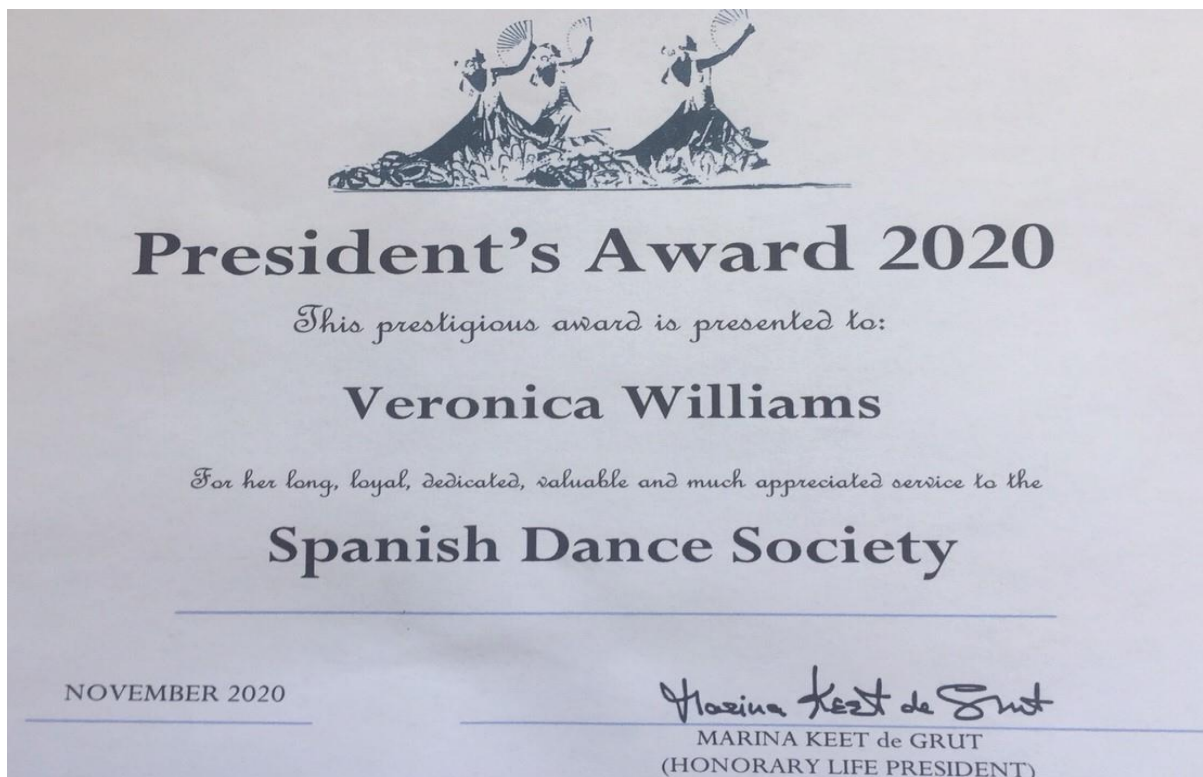 President's Award 2020
This prestigious award is presented to:
Veronica Williams
For her long, loyal, dedicated, valuable and much appreciated service to the
Spanish Dance Society
NOVEMBER 2020
Marina Keet de Grut
MARINA KEET de GRUT
(HONORARY LIFE PRESIDENT)